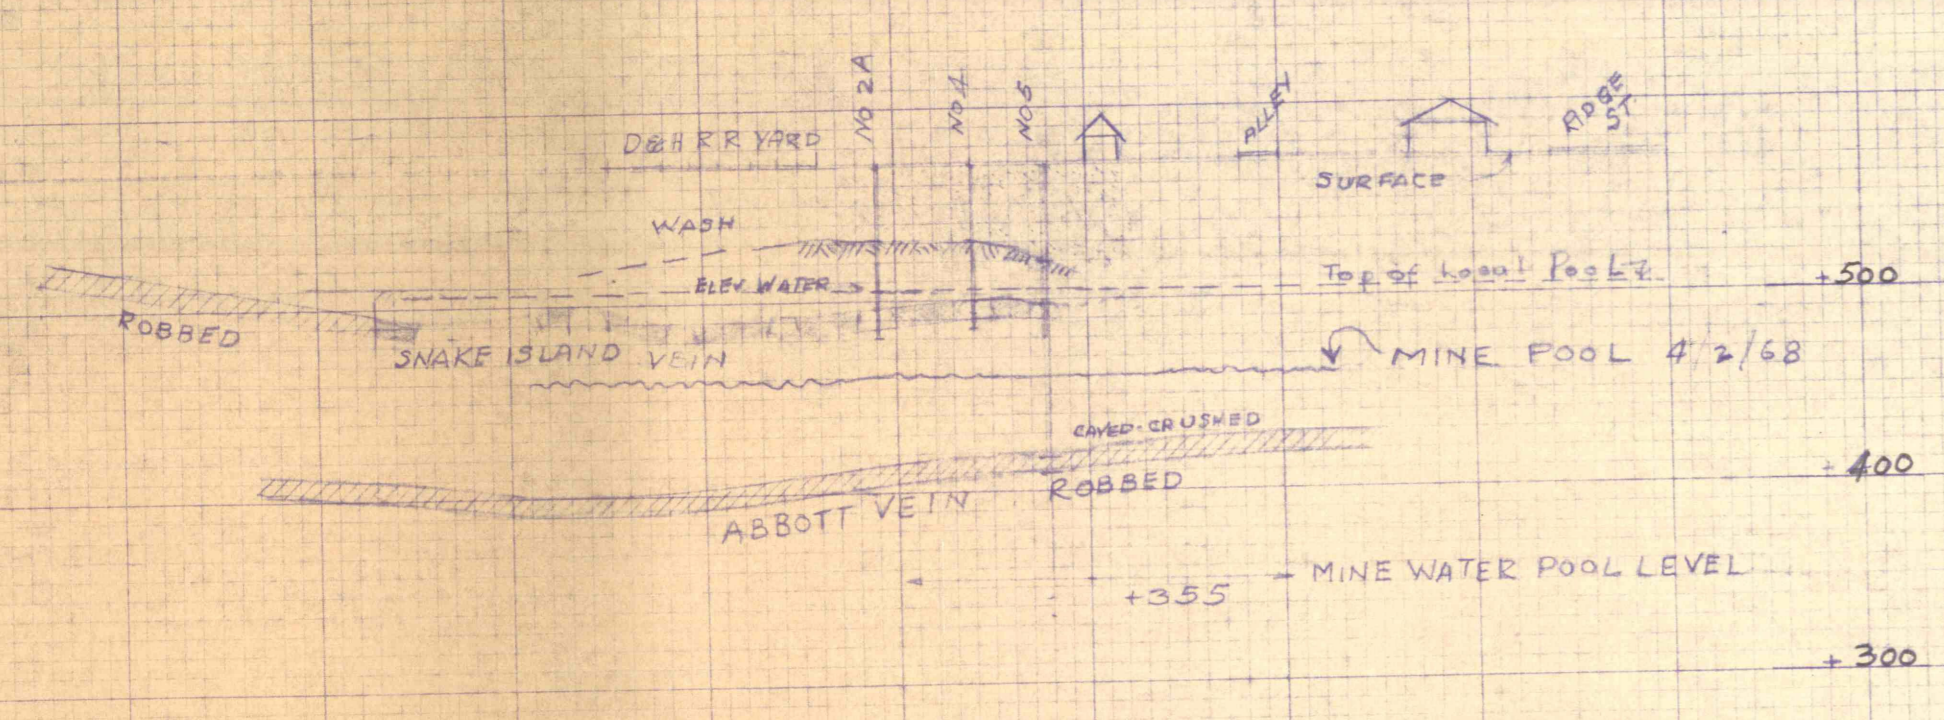 NO 2A
NO 4
NO 5
ALLEY
RIDGE
ST.
D&H R R YARD
SURFACE
WASH
Top of Local Pool
+500
ELEV. WATER
ROBBED
SNAKE ISLAND VEIN
MINE POOL 4/2/68
CAVED-CRUSHED
+400
ROBBED
ABBOTT VEIN
MINE WATER POOL LEVEL
+355
+300